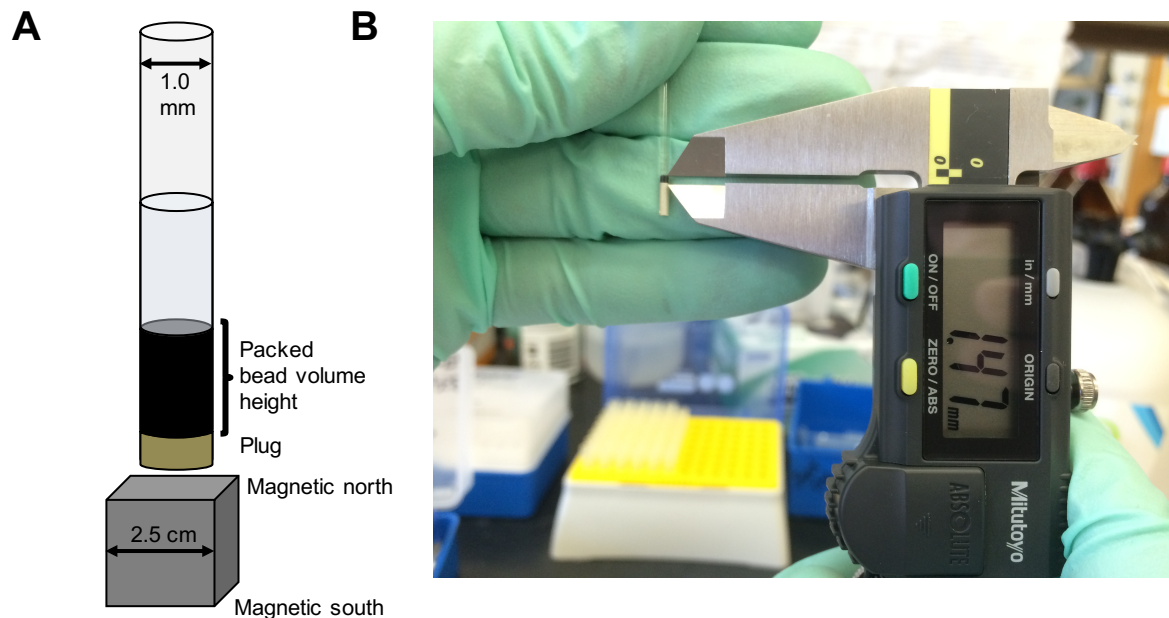 A
B
1.0
mm
Packed
bead volume
height
Plug
Magnetic north
2.5 cm
Magnetic south
0
0
in / mm
ON / OFF
ORIGIN
ZERO / ABS
1.47
mm
ABSOLUTE
Mitutoyo